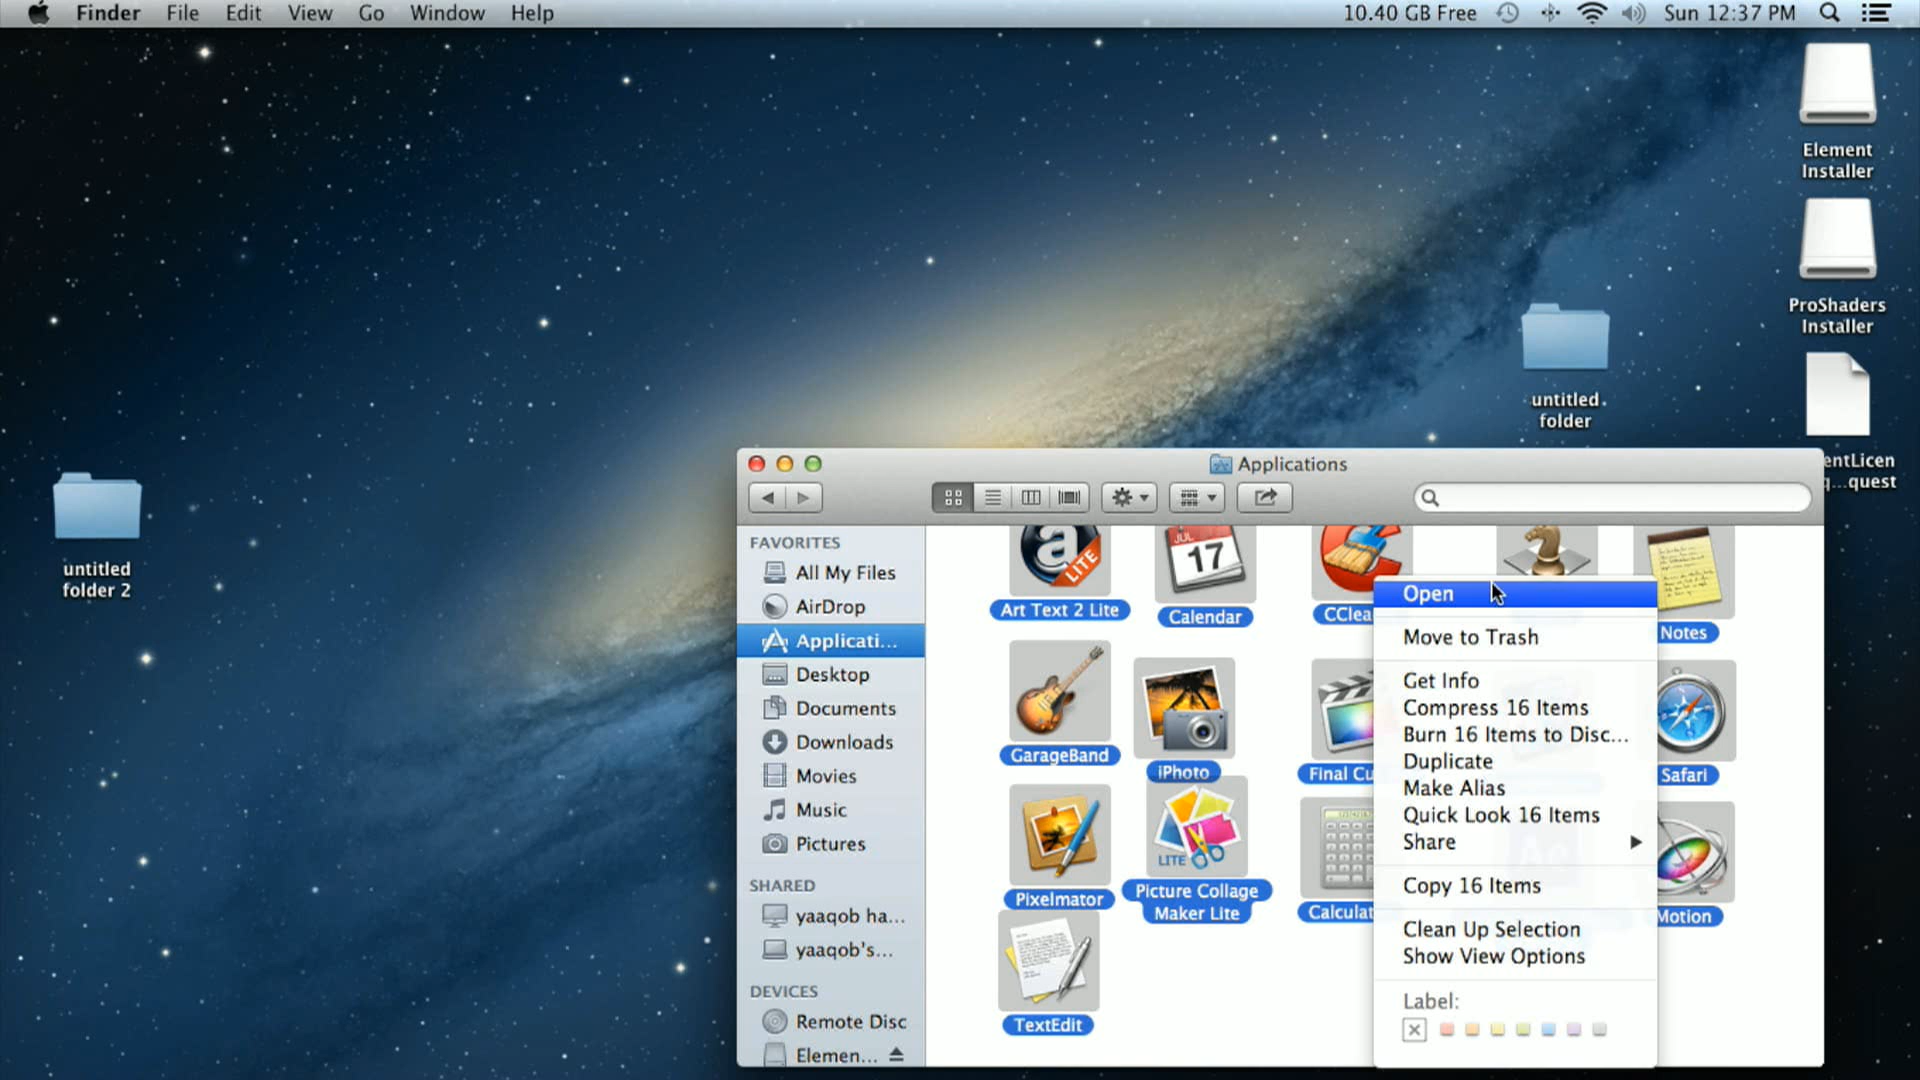 Finder File Edit View Go Window Help 10.40 GB Free Sun 12:37 PM
Element
Installer
ProShaders
Installer
untitled
folder
entLicen
q...quest
untitled
folder 2
Applications
FAVORITES
All My Files
AirDrop
Applicati...
Desktop
Documents
Downloads
Movies
Music
Pictures
SHARED
yaaqob ha...
yaaqob's...
DEVICES
Remote Disc
Elemen...
a
LITE
Art Text 2 Lite
JUL
17
Calendar
CClea
Notes
GarageBand
iPhoto
Final Cu
Safari
Pixelmator
LITE
Picture Collage
Maker Lite
Calculat
Motion
TextEdit
Open
Move to Trash
Get Info
Compress 16 Items
Burn 16 Items to Disc...
Duplicate
Make Alias
Quick Look 16 Items
Share
Copy 16 Items
Clean Up Selection
Show View Options
Label: